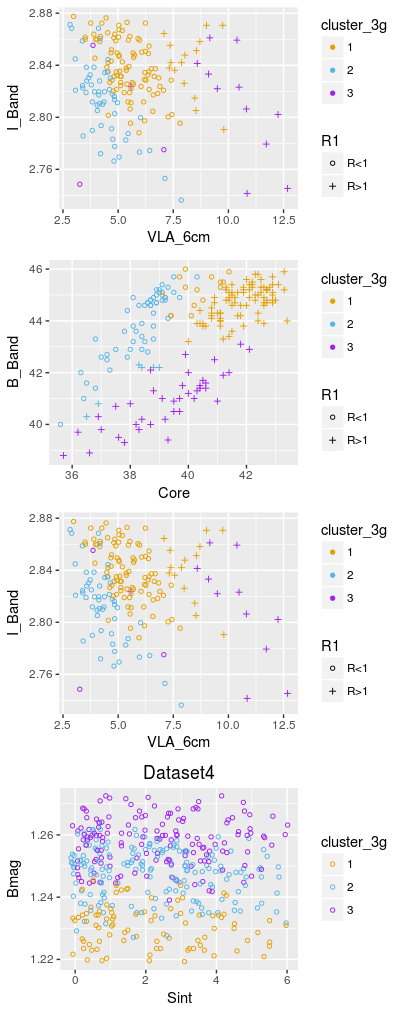 2.88
2.84
2.80
2.76
I_Band
2.5 5.0 7.5 10.0 12.5
VLA_6cm
cluster_3g
1
2
3
R1
R<1
R>1
46
44
42
40
B_Band
36 38 40 42
Core
cluster_3g
1
2
3
R1
R<1
R>1
2.88
2.84
2.80
2.76
I_Band
2.5 5.0 7.5 10.0 12.5
VLA_6cm
cluster_3g
1
2
3
R1
R<1
R>1
Dataset4
1.26
1.24
1.22
Bmag
0 2 4 6
Sint
cluster_3g
1
2
3